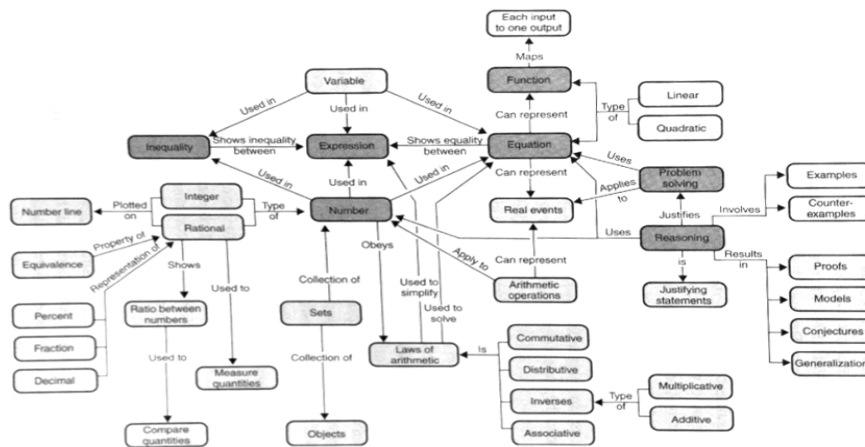 Each input
to one output
Maps
Function
Variable
Linear
Used in
Used in
Used in
Can represent
Type
of
Quadratic
Inequality
Shows inequality
between
Expression
Shows equality
between
Equation
Uses
Problem
solving
Examples
Used in
Used in
Used in
Can
represent
Applies
to
Involves
Counter-
examples
Integer
Number line
Plotted
on
Type
of
Number
Real events
Justifies
Rational
Uses
Reasoning
Results
in
Property of
Obeys
Apply to
Equivalence
Representation of
Shows
Used to
Can represent
is
Proofs
Collection of
Used to
simplify
Arithmetic
operations
Justifying
statements
Models
Percent
Ratio between
numbers
Sets
Used to
solve
Conjectures
Fraction
Laws of
arithmetic
Is
Commutative
Generalization
Used to
Collection of
Distributive
Decimal
Measure
quantities
Inverses
Type
of
Multiplicative
Additive
Compare
quantities
Objects
Associative